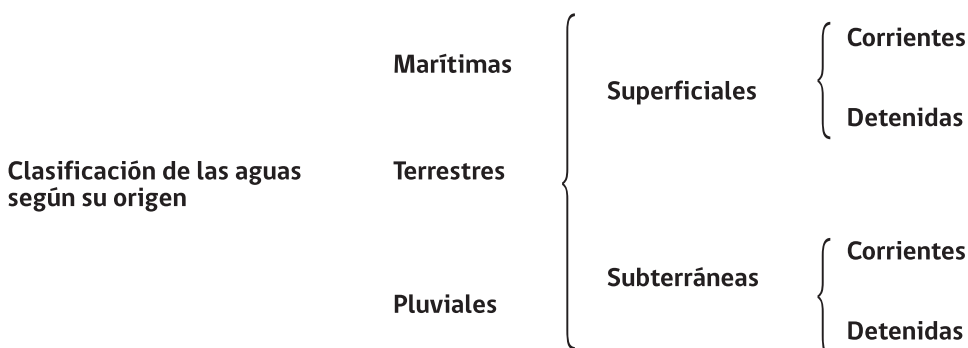 Clasificación de las aguas
según su origen
Marítimas
Terrestres
Pluviales
Superficiales
Corrientes
Detenidas
Subterráneas
Corrientes
Detenidas